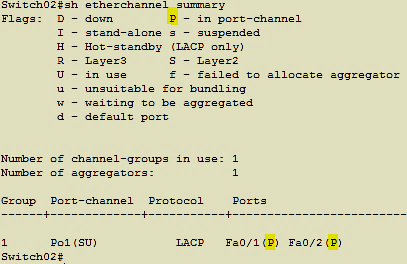 Switch02#sh etherchannel summary
Flags:  D - down        P - in port-channel
        I - stand-alone s - suspended
        H - Hot-standby (LACP only)
        R - Layer3      S - Layer2
        U - in use      f - failed to allocate aggregator
        u - unsuitable for bundling
        w - waiting to be aggregated
        d - default port
Number of channel-groups in use: 1
Number of aggregators:           1
Group  Port-channel  Protocol    Ports
------+-------------+-----------+----------------------
1      Po1(SU)         LACP      Fa0/1(P) Fa0/2(P)
Switch02#